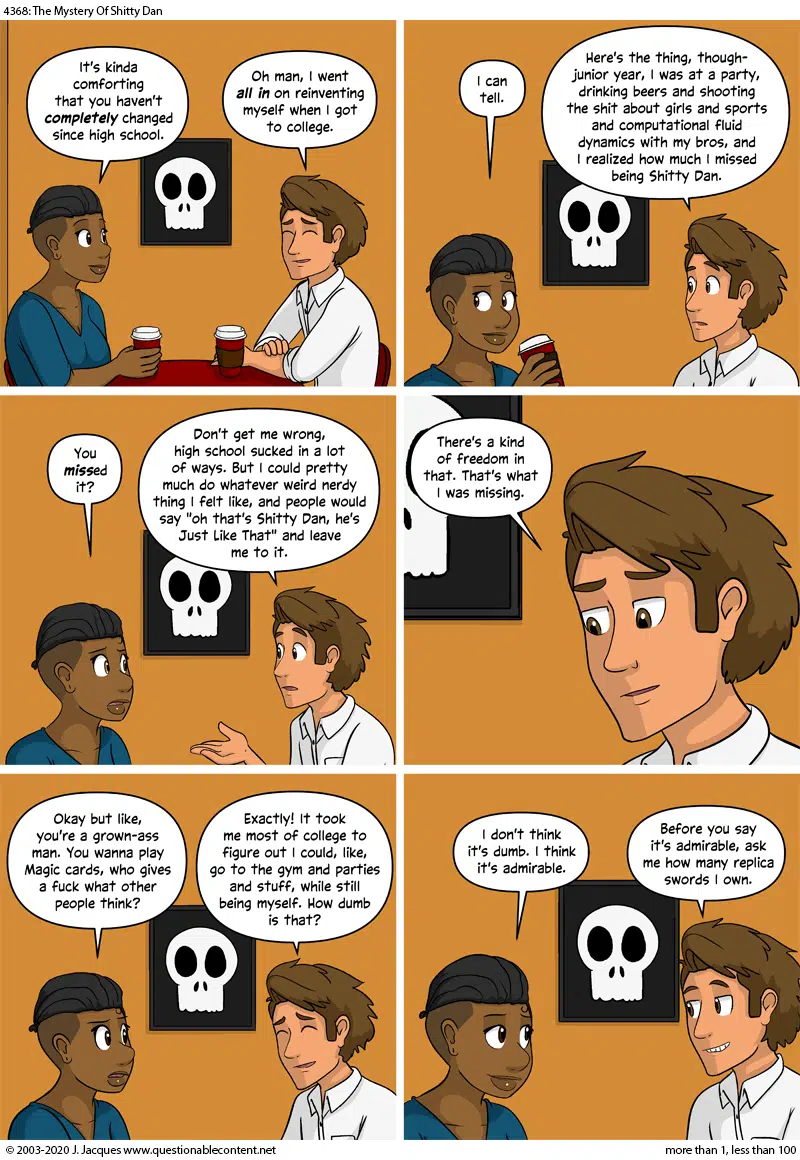 4368: The Mystery Of Shitty Dan
It's kinda
comforting
that you haven't
completely changed
since high school.
Oh man, I went
all in on reinventing
myself when I got
to college.
I can
tell.
Here's the thing, though-
junior year, I was at a party,
drinking beers and shooting
the shit about girls and sports
and computational fluid
dynamics with my bros, and
I realized how much I missed
being Shitty Dan.
You
missed
it?
Don't get me wrong,
high school sucked in a lot
of ways. But I could pretty
much do whatever weird nerdy
thing I felt like, and people would
say "oh that's Shitty Dan, he's
Just Like That" and leave
me to it.
There's a kind
of freedom in
that. That's what
I was missing.
Okay but like,
you're a grown-ass
man. You wanna play
Magic cards, who gives
a fuck what other
people think?
Exactly! It took
me most of college to
figure out I could, like,
go to the gym and parties
and stuff, while still
being myself. How dumb
is that?
I don't think
it's dumb. I think
it's admirable.
Before you say
it's admirable, ask
me how many replica
swords I own.
© 2003-2020 J. Jacques www.questionablecontent.net
more than 1, less than 100